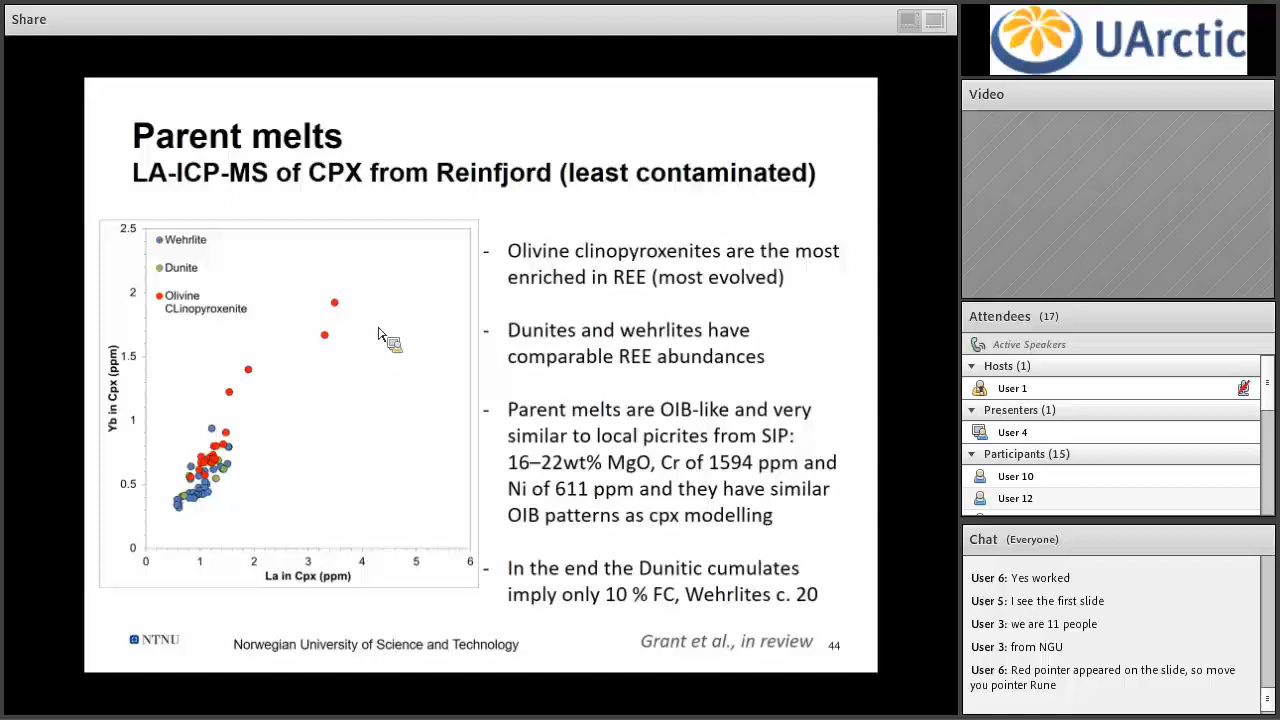 Share
UArctic
Parent melts
LA-ICP-MS of CPX from Reinfjord (least contaminated)
2.5
2
1.5
1
0.5
0
Yb in Cpx (ppm)
Wehrlite
Dunite
Olivine
CLinopyroxenite
0 1 2 3 4 5 6
La in Cpx (ppm)
- Olivine clinopyroxenites are the most
enriched in REE (most evolved)
- Dunites and wehrlites have
comparable REE abundances
- Parent melts are OIB-like and very
similar to local picrites from SIP:
16–22wt% MgO, Cr of 1594 ppm and
Ni of 611 ppm and they have similar
OIB patterns as cpx modelling
- In the end the Dunitic cumulates
imply only 10 % FC, Wehrlites c. 20
NTNU
Norwegian University of Science and Technology
Grant et al., in review
44
Video
Attendees (17)
Active Speakers
Hosts (1)
User 1
Presenters (1)
User 4
Participants (15)
User 10
User 12
Chat (Everyone)
User 6: Yes worked
User 5: I see the first slide
User 3: we are 11 people
User 3: from NGU
User 6: Red pointer appeared on the slide, so move
you pointer Rune